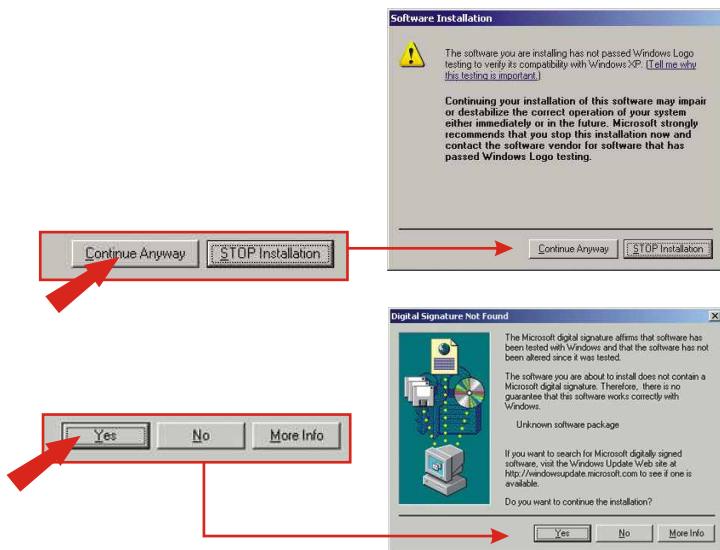 Software Installation
The software you are installing has not passed Windows Logo
testing to verify its compatibility with Windows XP. (Tell me why
this testing is important.)
Continuing your installation of this software may impair
or destabilize the correct operation of your system
either immediately or in the future. Microsoft strongly
recommends that you stop this installation now and
contact the software vendor for software that has
passed Windows Logo testing.
Continue Anyway STOP Installation
Continue Anyway STOP Installation
Digital Signature Not Found
The Microsoft digital signature affirms that software has
been tested with Windows and that the software has not
been altered since it was tested.
The software you are about to install does not contain a
Microsoft digital signature. Therefore, there is no
guarantee that this software works correctly with
Windows.
Unknown software package
If you want to search for Microsoft digitally signed
software, visit the Windows Update Web site at
http://windowsupdate.microsoft.com to see if one is
available.
Do you want to continue the installation?
Yes No More Info
Yes No More Info